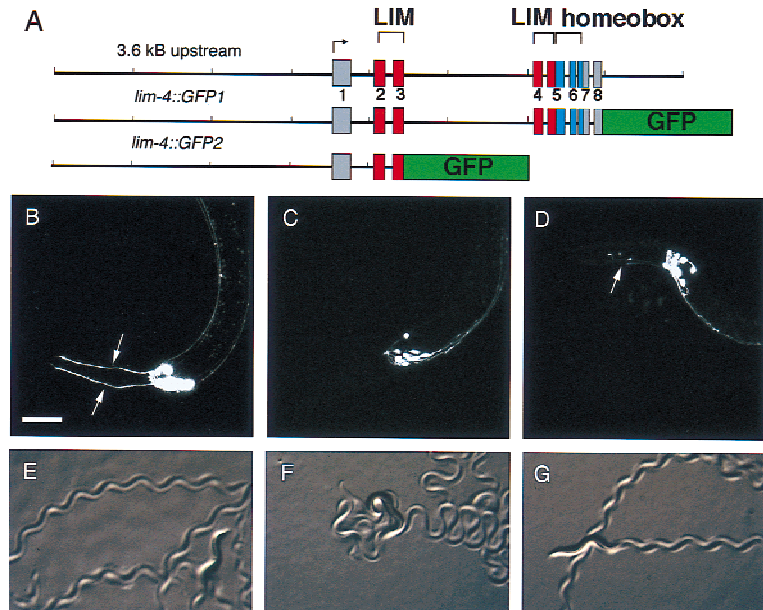 A
LIM
LIM homeobox
3.6 kB upstream
1
2
3
4
5
6
7
8
lim-4::GFP1
GFP
lim-4::GFP2
GFP
B
C
D
E
F
G